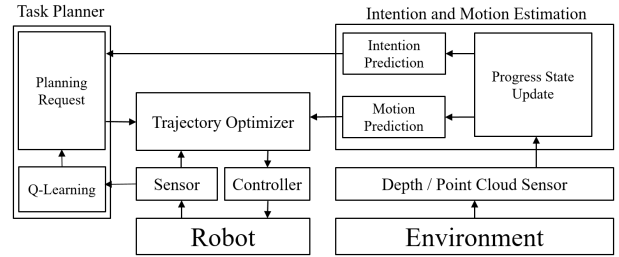 Task Planner
Intention and Motion Estimation
Planning
Request
Intention
Prediction
Progress State
Update
Motion
Prediction
Trajectory Optimizer
Q-Learning
Sensor
Controller
Depth / Point Cloud Sensor
Robot
Environment